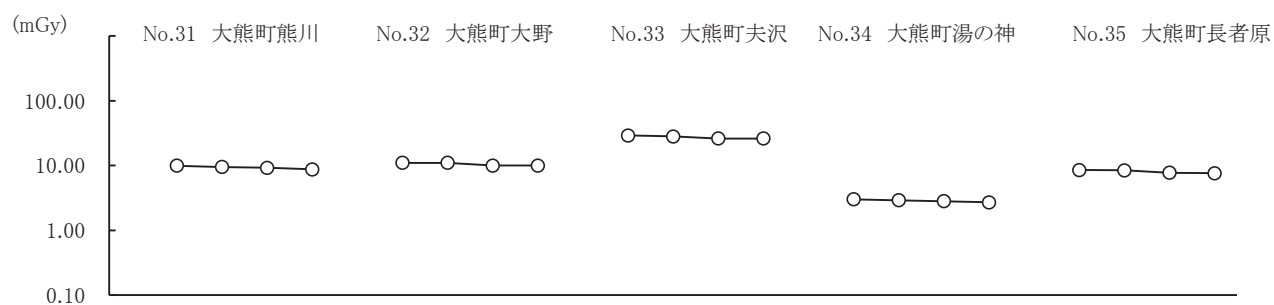 (mGy)
No.31 大熊町熊川
No.32 大熊町大野
No.33 大熊町夫沢
No.34 大熊町湯の神
No.35 大熊町長者原
100.00
10.00
1.00
0.10